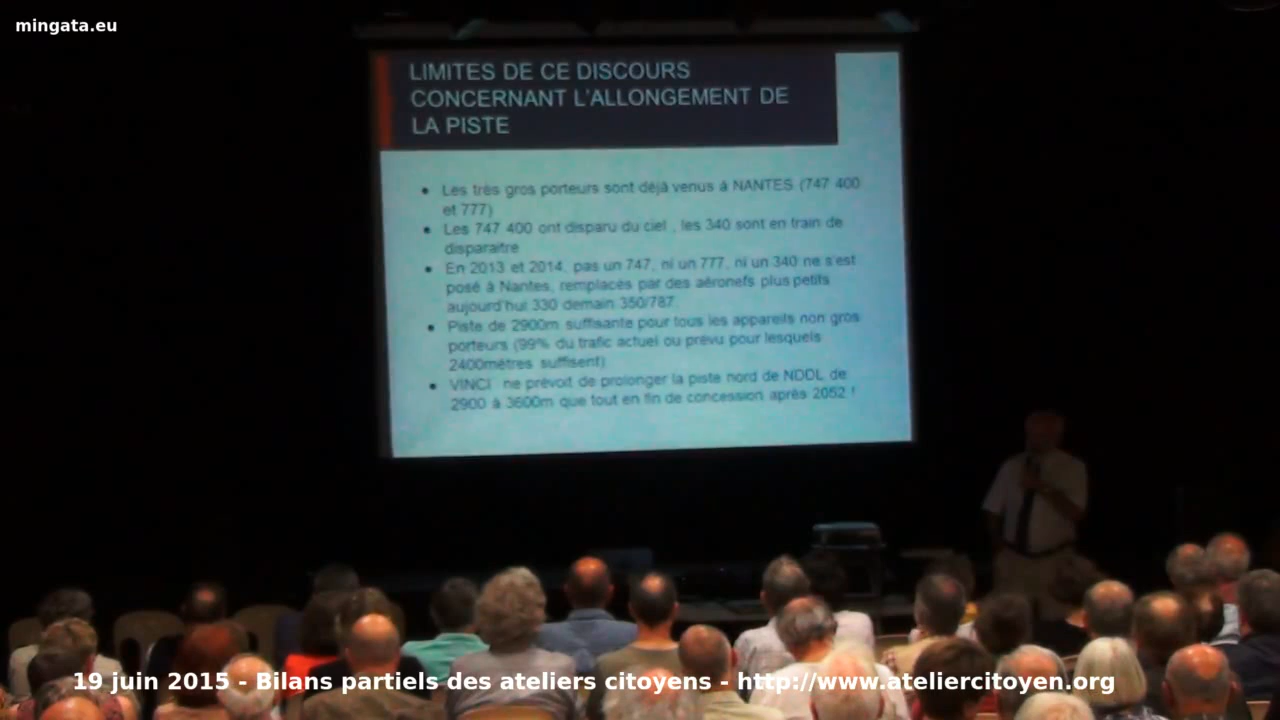 mingata.eu
LIMITES DE CE DISCOURS
CONCERNANT L'ALLONGEMENT DE
LA PISTE
• Les très gros porteurs sont déjà venus à NANTES (747 400
et 777)
• Les 747 400 ont disparu du ciel , les 340 sont en train de
disparaitre
• En 2013 et 2014, pas un 747, ni un 777, ni un 340 ne s'est
posé à Nantes, remplacés par des aéronefs plus petits
aujourd'hui 330 demain 350/787.
• Piste de 2900m suffisante pour tous les appareils non gros
porteurs (99% du trafic actuel ou prévu pour lesquels
2400mètres suffisent)
• VINCI ne prévoit de prolonger la piste nord de NDDL de
2900 à 3600m que tout en fin de concession après 2052 !
19 juin 2015 - Bilans partiels des ateliers citoyens - http://www.ateliercitoyen.org